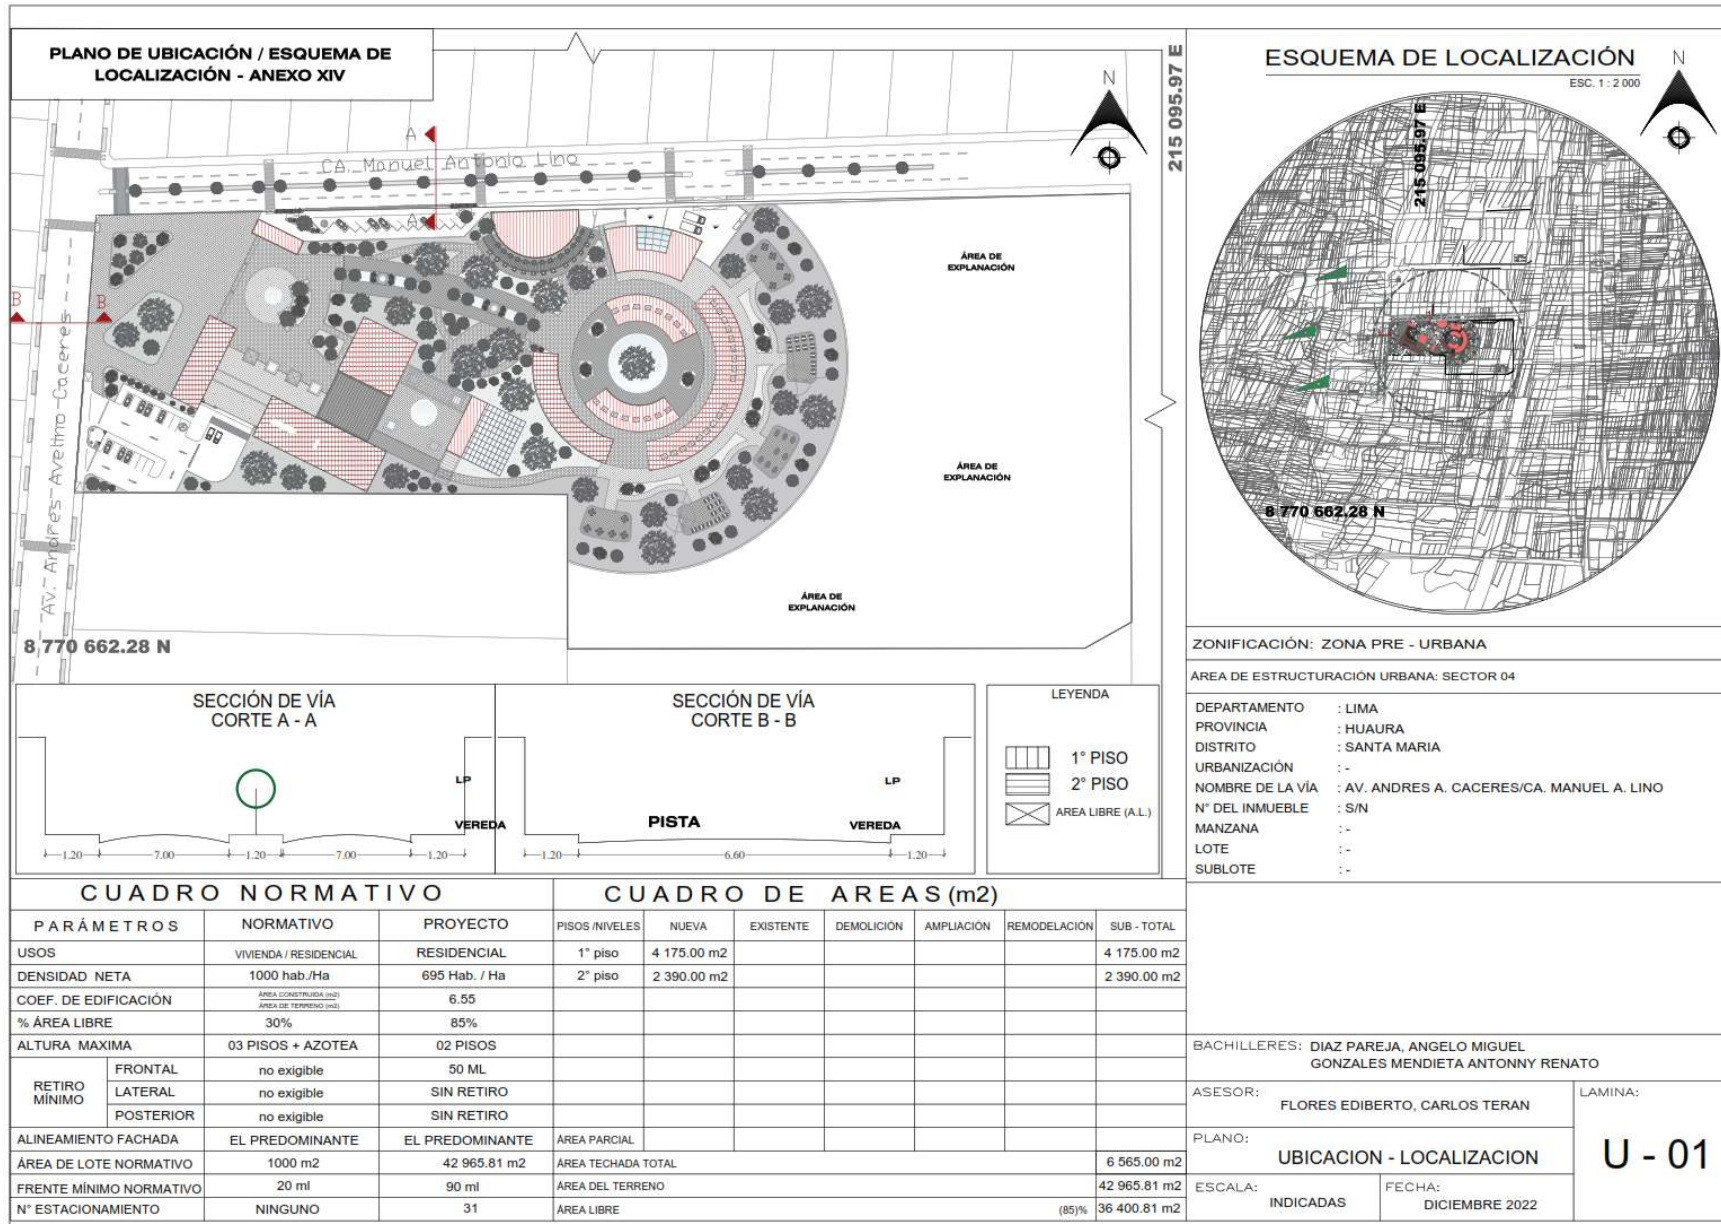 PLANO DE UBICACIÓN / ESQUEMA DE
LOCALIZACIÓN - ANEXO XIV
215 095.97 E
N
A
CA. Manuel Antonio Lino
A
B
B
AV. Andres Avelino Caceres
ÁREA DE
EXPLANACIÓN
ÁREA DE
EXPLANACIÓN
ÁREA DE
EXPLANACIÓN
8 770 662.28 N
ESQUEMA DE LOCALIZACIÓN
ESC. 1 : 2 000
N
215 095.97 E
8 770 662.28 N
SECCIÓN DE VÍA
CORTE A - A
LP
VEREDA
1.20 7.00 1.20 7.00 1.20
SECCIÓN DE VÍA
CORTE B - B
LP
PISTA VEREDA
1.20 6.60 1.20
LEYENDA
1° PISO
2° PISO
AREA LIBRE (A.L.)
ZONIFICACIÓN: ZONA PRE - URBANA
ÁREA DE ESTRUCTURACIÓN URBANA: SECTOR 04
DEPARTAMENTO : LIMA
PROVINCIA : HUAURA
DISTRITO : SANTA MARIA
URBANIZACIÓN : -
NOMBRE DE LA VÍA : AV. ANDRES A. CACERES/CA. MANUEL A. LINO
N° DEL INMUEBLE : S/N
MANZANA : -
LOTE : -
SUBLOTE : -
CUADRO NORMATIVO
PARÁMETROS NORMATIVO PROYECTO
USOS VIVIENDA / RESIDENCIAL RESIDENCIAL
DENSIDAD NETA 1000 hab./Ha 695 Hab. / Ha
COEF. DE EDIFICACIÓN ÁREA CONSTRUIDA (m2) ÁREA DE TERRENO (m2) 6.55
% ÁREA LIBRE 30% 85%
ALTURA MAXIMA 03 PISOS + AZOTEA 02 PISOS
RETIRO MÍNIMO FRONTAL no exigible 50 ML
LATERAL no exigible SIN RETIRO
POSTERIOR no exigible SIN RETIRO
ALINEAMIENTO FACHADA EL PREDOMINANTE EL PREDOMINANTE
ÁREA DE LOTE NORMATIVO 1000 m2 42 965.81 m2
FRENTE MÍNIMO NORMATIVO 20 ml 90 ml
N° ESTACIONAMIENTO NINGUNO 31
CUADRO DE AREAS (m2)
PISOS /NIVELES NUEVA EXISTENTE DEMOLICIÓN AMPLIACIÓN REMODELACIÓN SUB - TOTAL
1° piso 4 175.00 m2 4 175.00 m2
2° piso 2 390.00 m2 2 390.00 m2
ÁREA PARCIAL
ÁREA TECHADA TOTAL 6 565.00 m2
ÁREA DEL TERRENO 42 965.81 m2
ÁREA LIBRE (85)% 36 400.81 m2
BACHILLERES: DIAZ PAREJA, ANGELO MIGUEL
GONZALES MENDIETA ANTONNY RENATO
ASESOR:
FLORES EDIBERTO, CARLOS TERAN
LAMINA:
U - 01
PLANO:
UBICACION - LOCALIZACION
ESCALA:
INDICADAS
FECHA:
DICIEMBRE 2022